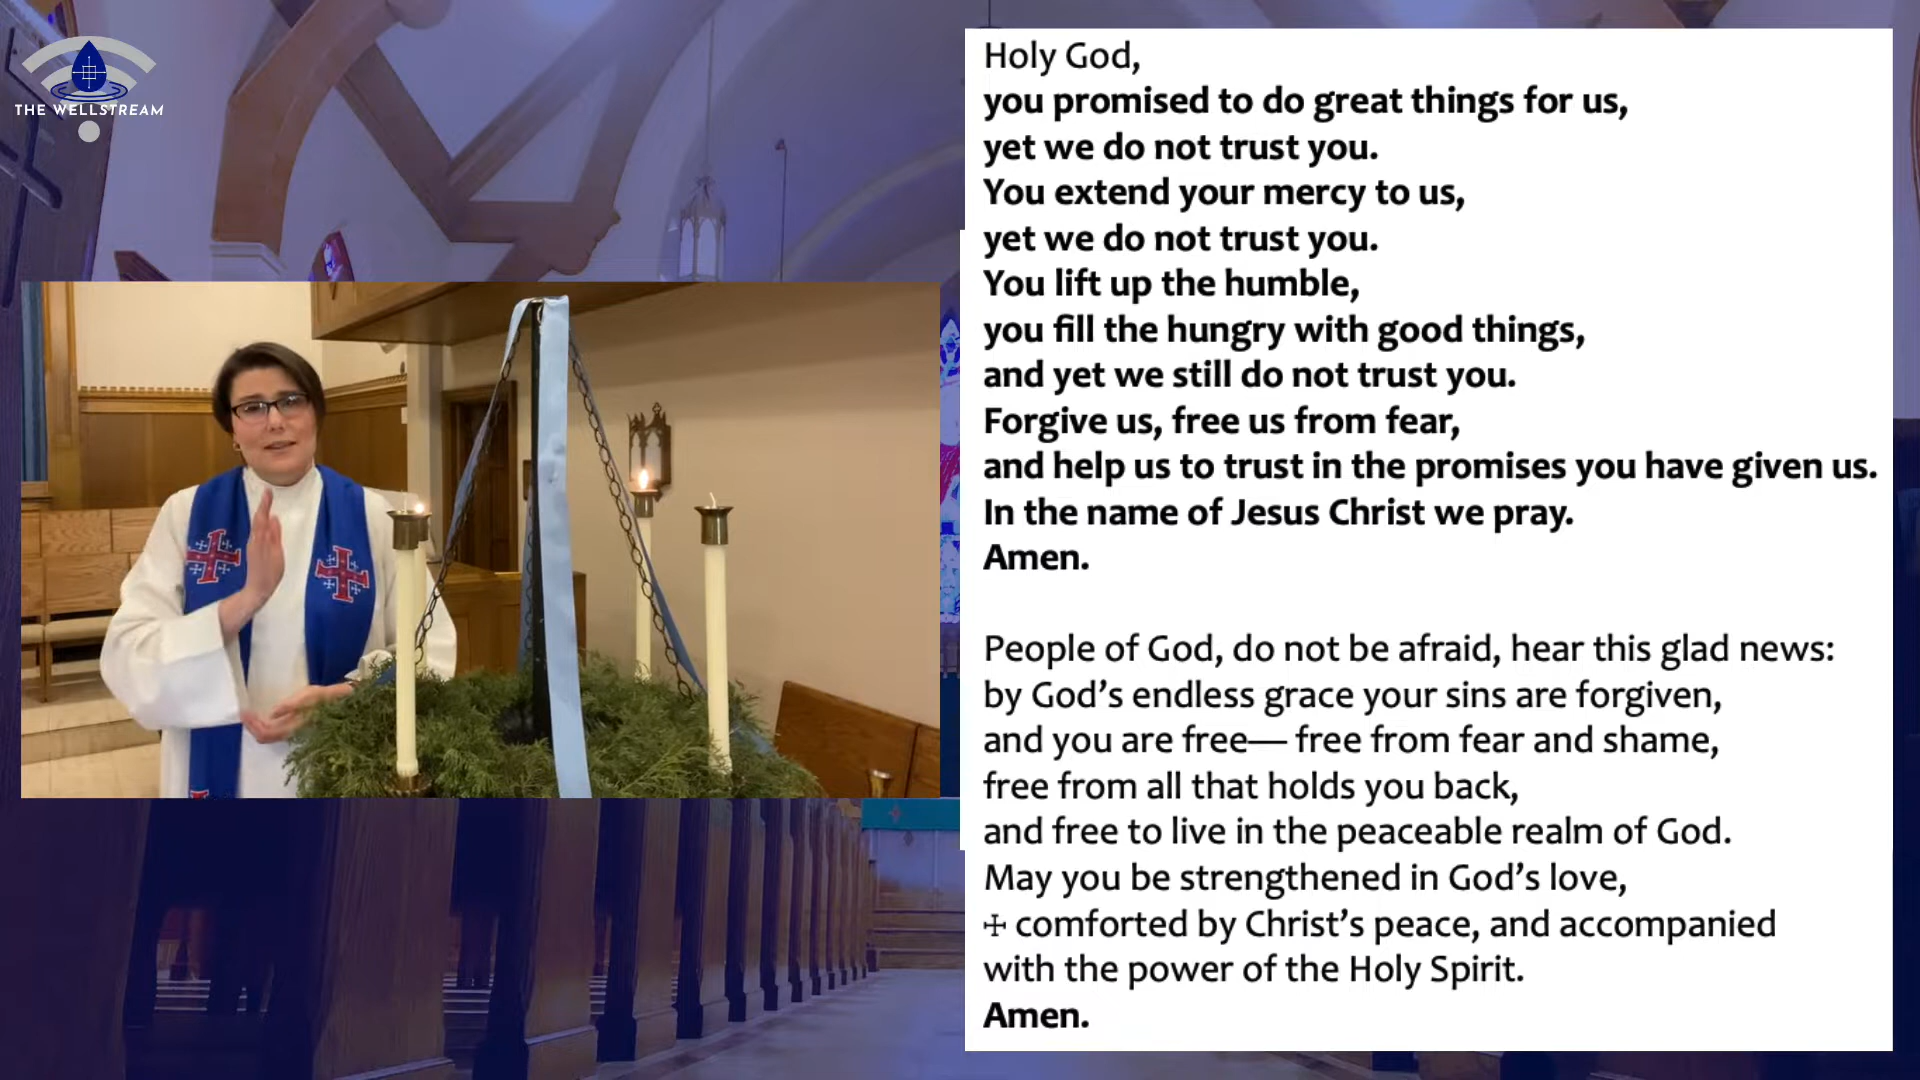 THE WELLSTREAM
Holy God,
you promised to do great things for us,
yet we do not trust you.
You extend your mercy to us,
yet we do not trust you.
You lift up the humble,
you fill the hungry with good things,
and yet we still do not trust you.
Forgive us, free us from fear,
and help us to trust in the promises you have given us.
In the name of Jesus Christ we pray.
Amen.
People of God, do not be afraid, hear this glad news:
by God’s endless grace your sins are forgiven,
and you are free— free from fear and shame,
free from all that holds you back,
and free to live in the peaceable realm of God.
May you be strengthened in God’s love,
☩ comforted by Christ’s peace, and accompanied
with the power of the Holy Spirit.
Amen.